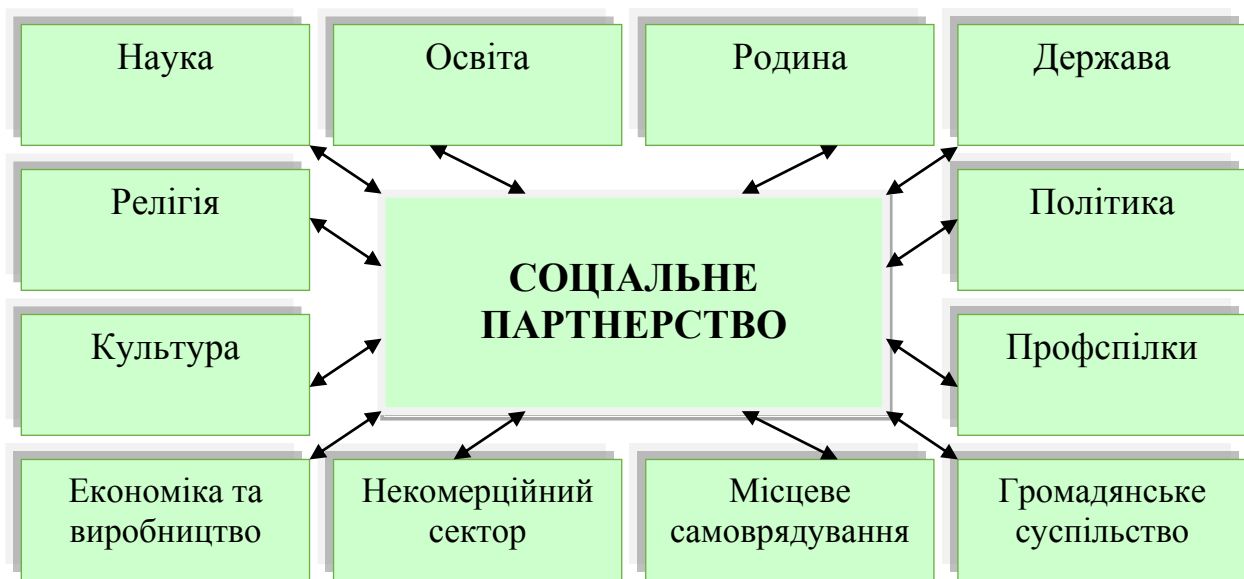 Наука
Освіта
Родина
Держава
Релігія
Політика
СОЦІАЛЬНЕ
ПАРТНЕРСТВО
Культура
Профспілки
Економіка та
виробництво
Некомерційний
сектор
Місцеве
самоврядування
Громадянське
суспільство